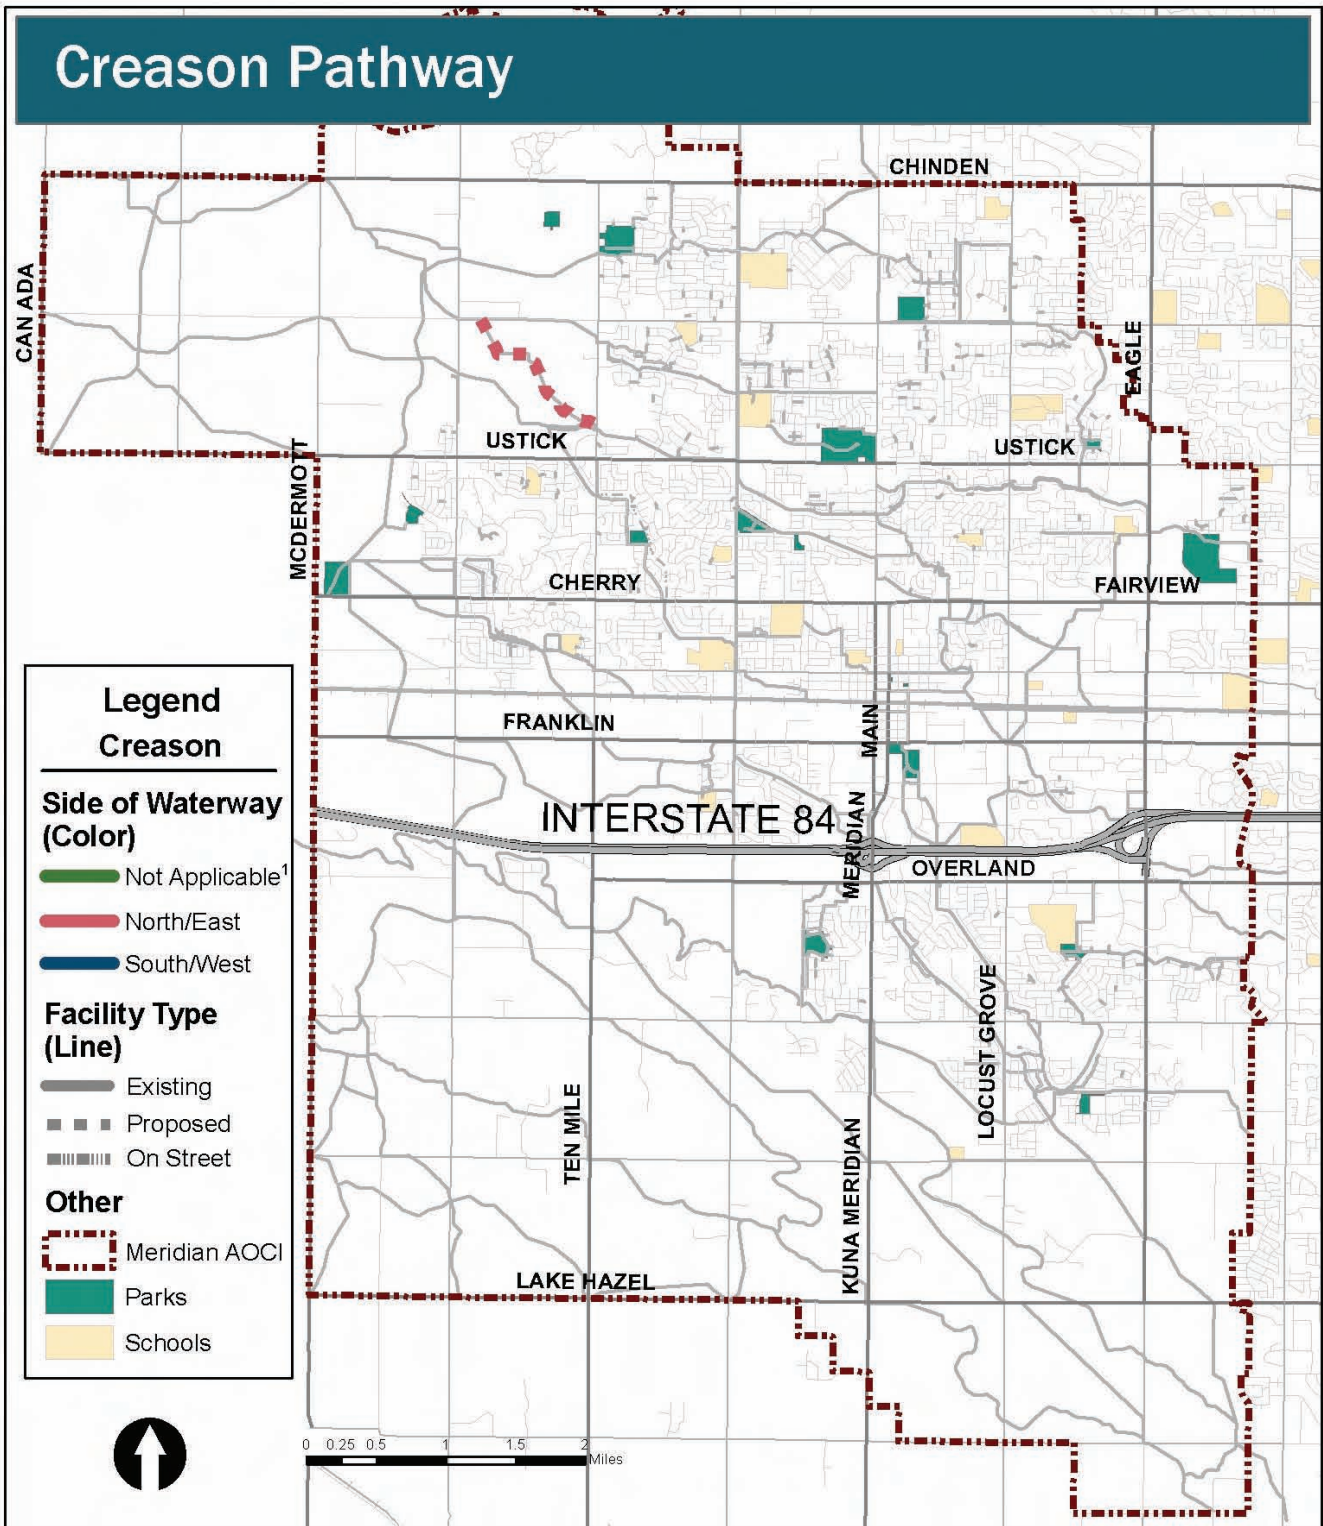 Creason Pathway
CHINDEN
CAN ADA
EAGLE
USTICK
USTICK
MCDERMOTT
CHERRY
FAIRVIEW
FRANKLIN
MAIN
INTERSTATE 84
MERIDIAN
OVERLAND
LOCUST GROVE
TEN MILE
KUNA MERIDIAN
LAKE HAZEL
Legend
Creason
Side of Waterway
(Color)
Not Applicable¹
North/East
South/West
Facility Type
(Line)
Existing
Proposed
On Street
Other
Meridian AOCI
Parks
Schools
0 0.25 0.5 1 1.5 2
Miles